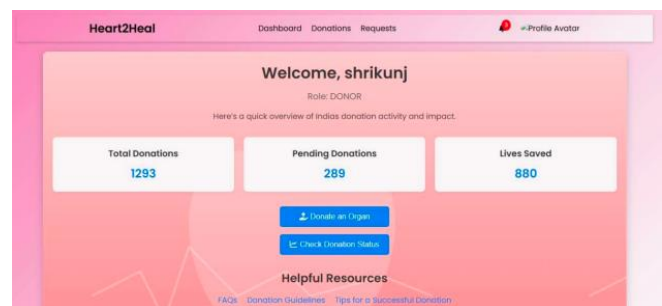 Heart2Heal Dashboard Donations Requests Profile Avatar
Welcome, shrikunj
Role: DONOR
Here's a quick overview of Indias donation activity and impact.
Total Donations Pending Donations Lives Saved
1293 289 880
Donate an Organ
Check Donation Status
Helpful Resources
FAQs Donation Guidelines Tips for a Successful Donation